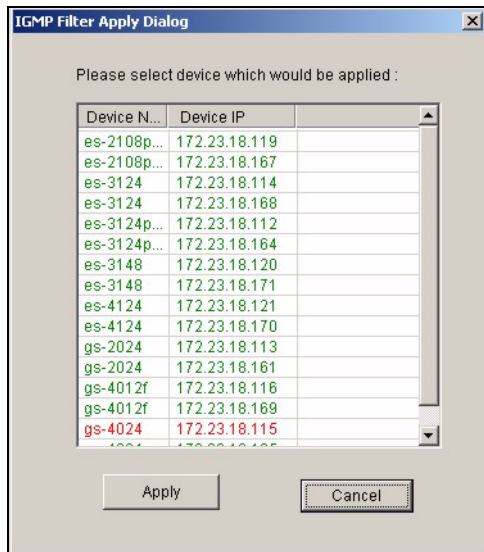 IGMP Filter Apply Dialog
Please select device which would be applied :
Device N... Device IP
es-2108p... 172.23.18.119
es-2108p... 172.23.18.167
es-3124 172.23.18.114
es-3124 172.23.18.168
es-3124p... 172.23.18.112
es-3124p... 172.23.18.164
es-3148 172.23.18.120
es-3148 172.23.18.171
es-4124 172.23.18.121
es-4124 172.23.18.170
gs-2024 172.23.18.113
gs-2024 172.23.18.161
gs-4012f 172.23.18.116
gs-4012f 172.23.18.169
gs-4024 172.23.18.115
Apply Cancel